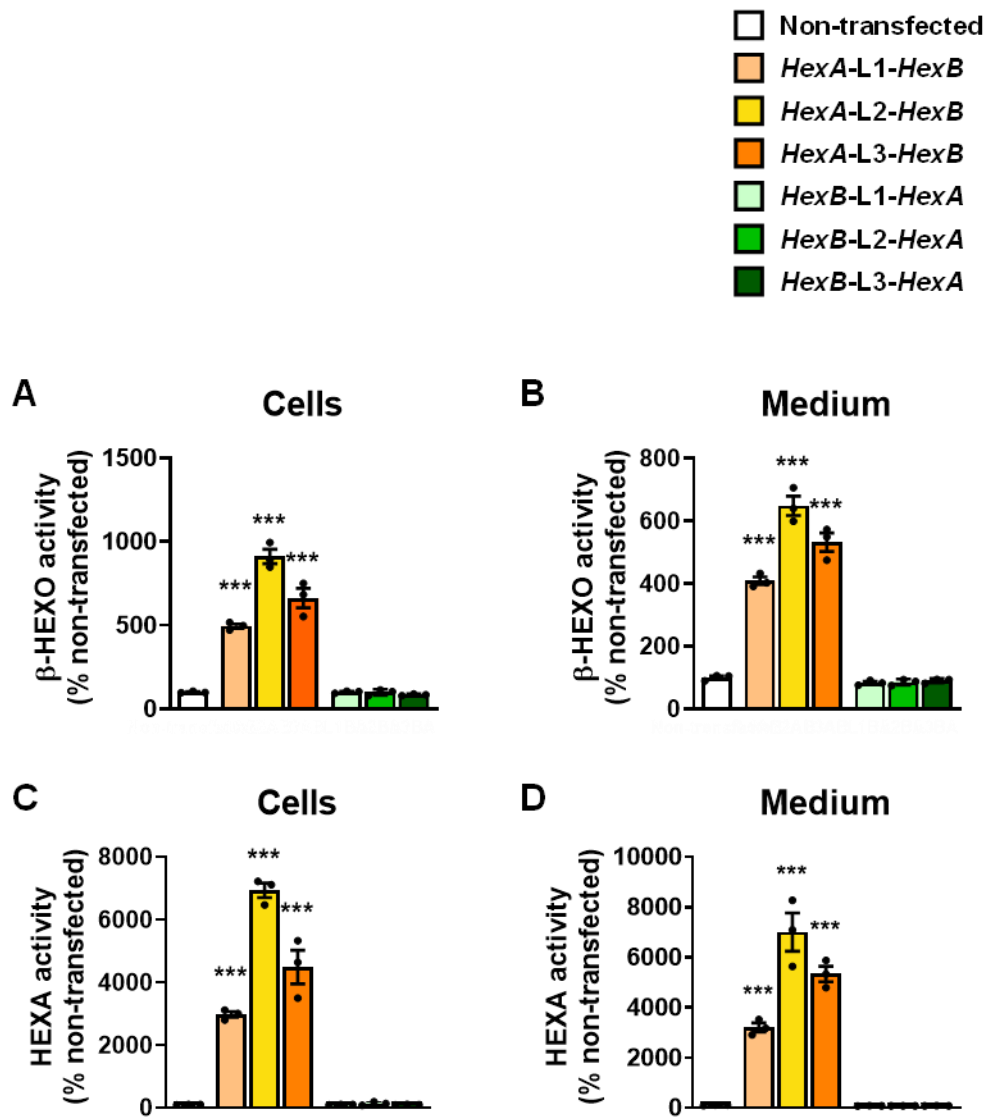 Non-transfected
HexA-L1-HexB
HexA-L2-HexB
HexA-L3-HexB
HexB-L1-HexA
HexB-L2-HexA
HexB-L3-HexA
A
Cells
β-HEXO activity
(% non-transfected)
1500
1000
500
0
***
***
***
B
Medium
β-HEXO activity
(% non-transfected)
800
600
400
200
0
***
***
***
C
Cells
HEXA activity
(% non-transfected)
8000
6000
4000
2000
0
***
***
***
D
Medium
HEXA activity
(% non-transfected)
10000
8000
6000
4000
2000
0
***
***
***